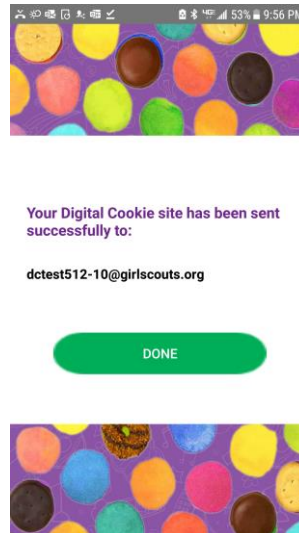 53% 9:56 PM
Your Digital Cookie site has been sent
successfully to:
dctest512-10@girlscouts.org
DONE